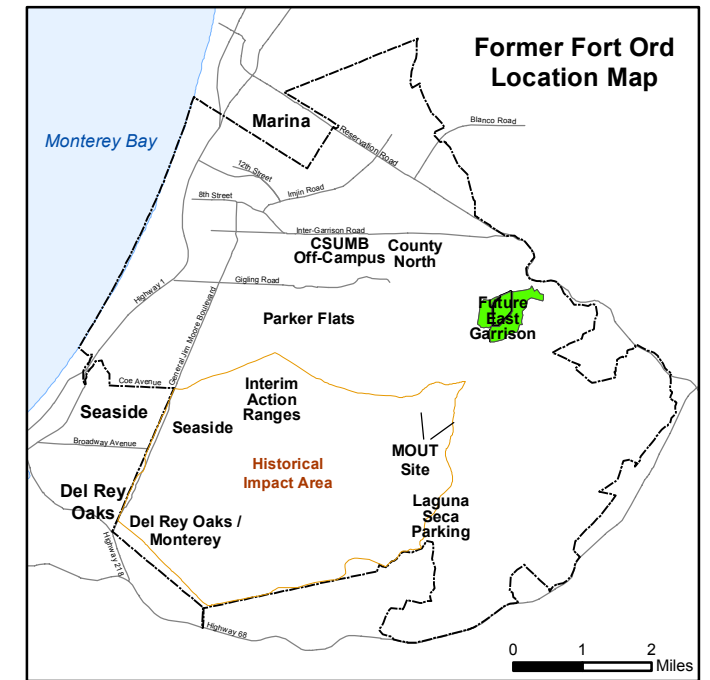 Former Fort Ord
Location Map
Marina
Blanco Road
Monterey Bay
Reservation Road
12th Street
Imjin Road
8th Street
Inter-Garrison Road
CSUMB
Off-Campus
County
North
Gigling Road
Highway 1
General Jim Moore Boulevard
Future
East
Garrison
Parker Flats
Coe Avenue
Interim
Action
Ranges
Seaside
Seaside
Broadway Avenue
MOUT
Site
Historical
Impact Area
Del Rey
Oaks
Laguna
Seca
Parking
Del Rey Oaks /
Monterey
Highway 218
Highway 68
0 1 2
Miles